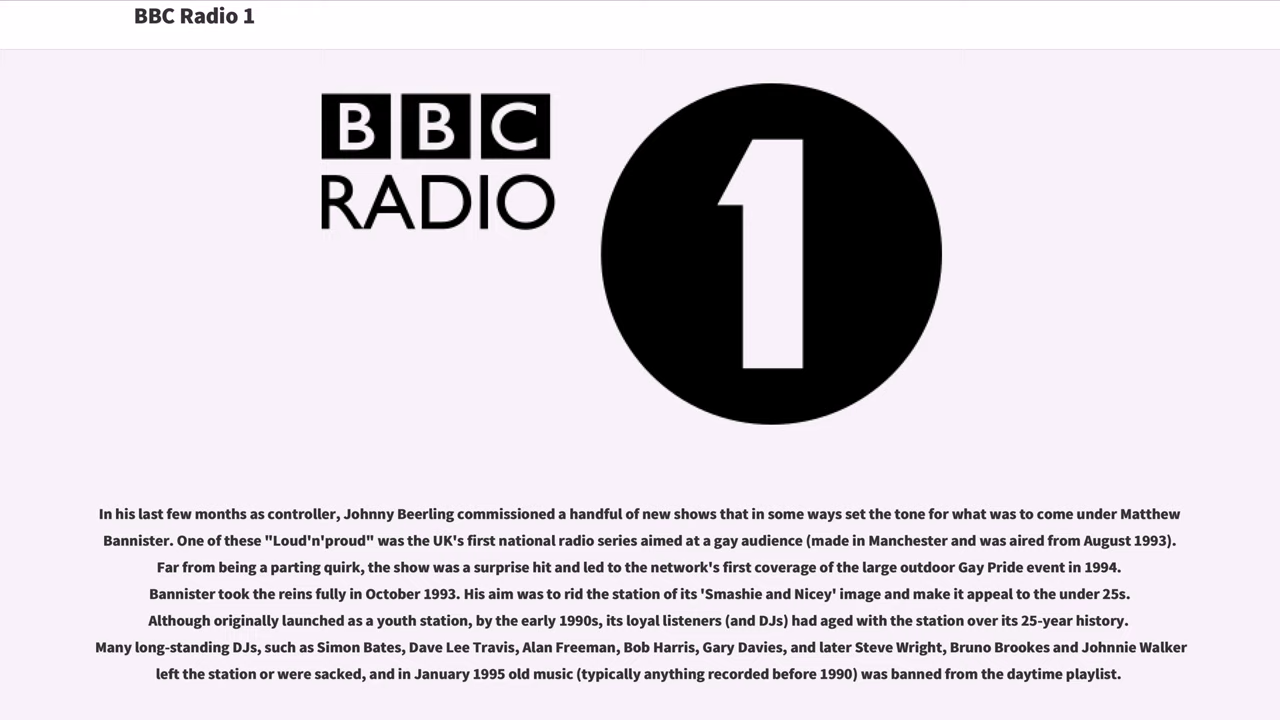 BBC Radio 1
BBC
RADIO
1
In his last few months as controller, Johnny Beerling commissioned a handful of new shows that in some ways set the tone for what was to come under Matthew
Bannister. One of these "Loud'n'proud" was the UK's first national radio series aimed at a gay audience (made in Manchester and was aired from August 1993).
Far from being a parting quirk, the show was a surprise hit and led to the network's first coverage of the large outdoor Gay Pride event in 1994.
Bannister took the reins fully in October 1993. His aim was to rid the station of its 'Smashie and Nicey' image and make it appeal to the under 25s.
Although originally launched as a youth station, by the early 1990s, its loyal listeners (and DJs) had aged with the station over its 25-year history.
Many long-standing DJs, such as Simon Bates, Dave Lee Travis, Alan Freeman, Bob Harris, Gary Davies, and later Steve Wright, Bruno Brookes and Johnnie Walker
left the station or were sacked, and in January 1995 old music (typically anything recorded before 1990) was banned from the daytime playlist.